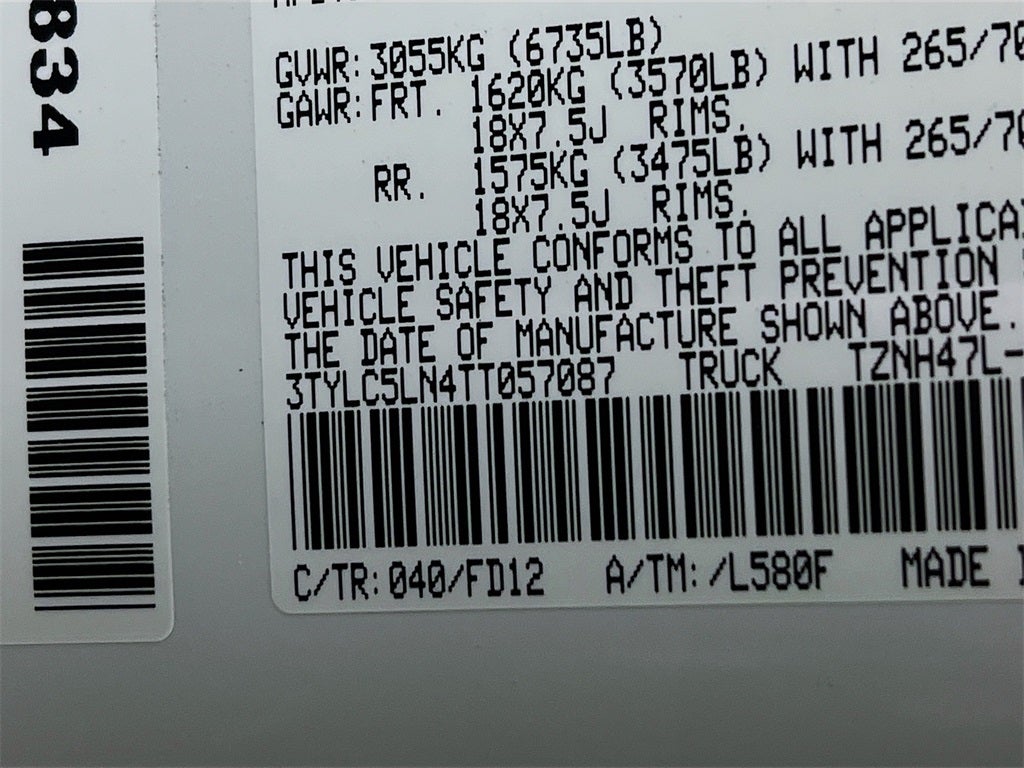 834
GVWR: 3055KG (6735LB)
GAWR: FRT. 1620KG (3570LB) WITH 265/70
18X7.5J RIMS.
RR. 1575KG (3475LB) WITH 265/70
18X7.5J RIMS.
THIS VEHICLE CONFORMS TO ALL APPLICA
VEHICLE SAFETY AND THEFT PREVENTION
THE DATE OF MANUFACTURE SHOWN ABOVE.
3TYLC5LN4TT057087 TRUCK TZNH47L-
C/TR: 040/FD12 A/TM: /L580F MADE